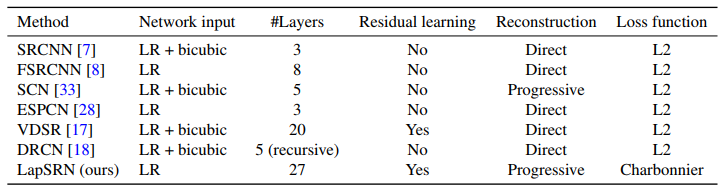 Method Network input #Layers Residual learning Reconstruction Loss function
SRCNN [7] LR + bicubic 3 No Direct L2
FSRCNN [8] LR 8 No Direct L2
SCN [33] LR + bicubic 5 No Progressive L2
ESPCN [28] LR 3 No Direct L2
VDSR [17] LR + bicubic 20 Yes Direct L2
DRCN [18] LR + bicubic 5 (recursive) No Direct L2
LapSRN (ours) LR 27 Yes Progressive Charbonnier